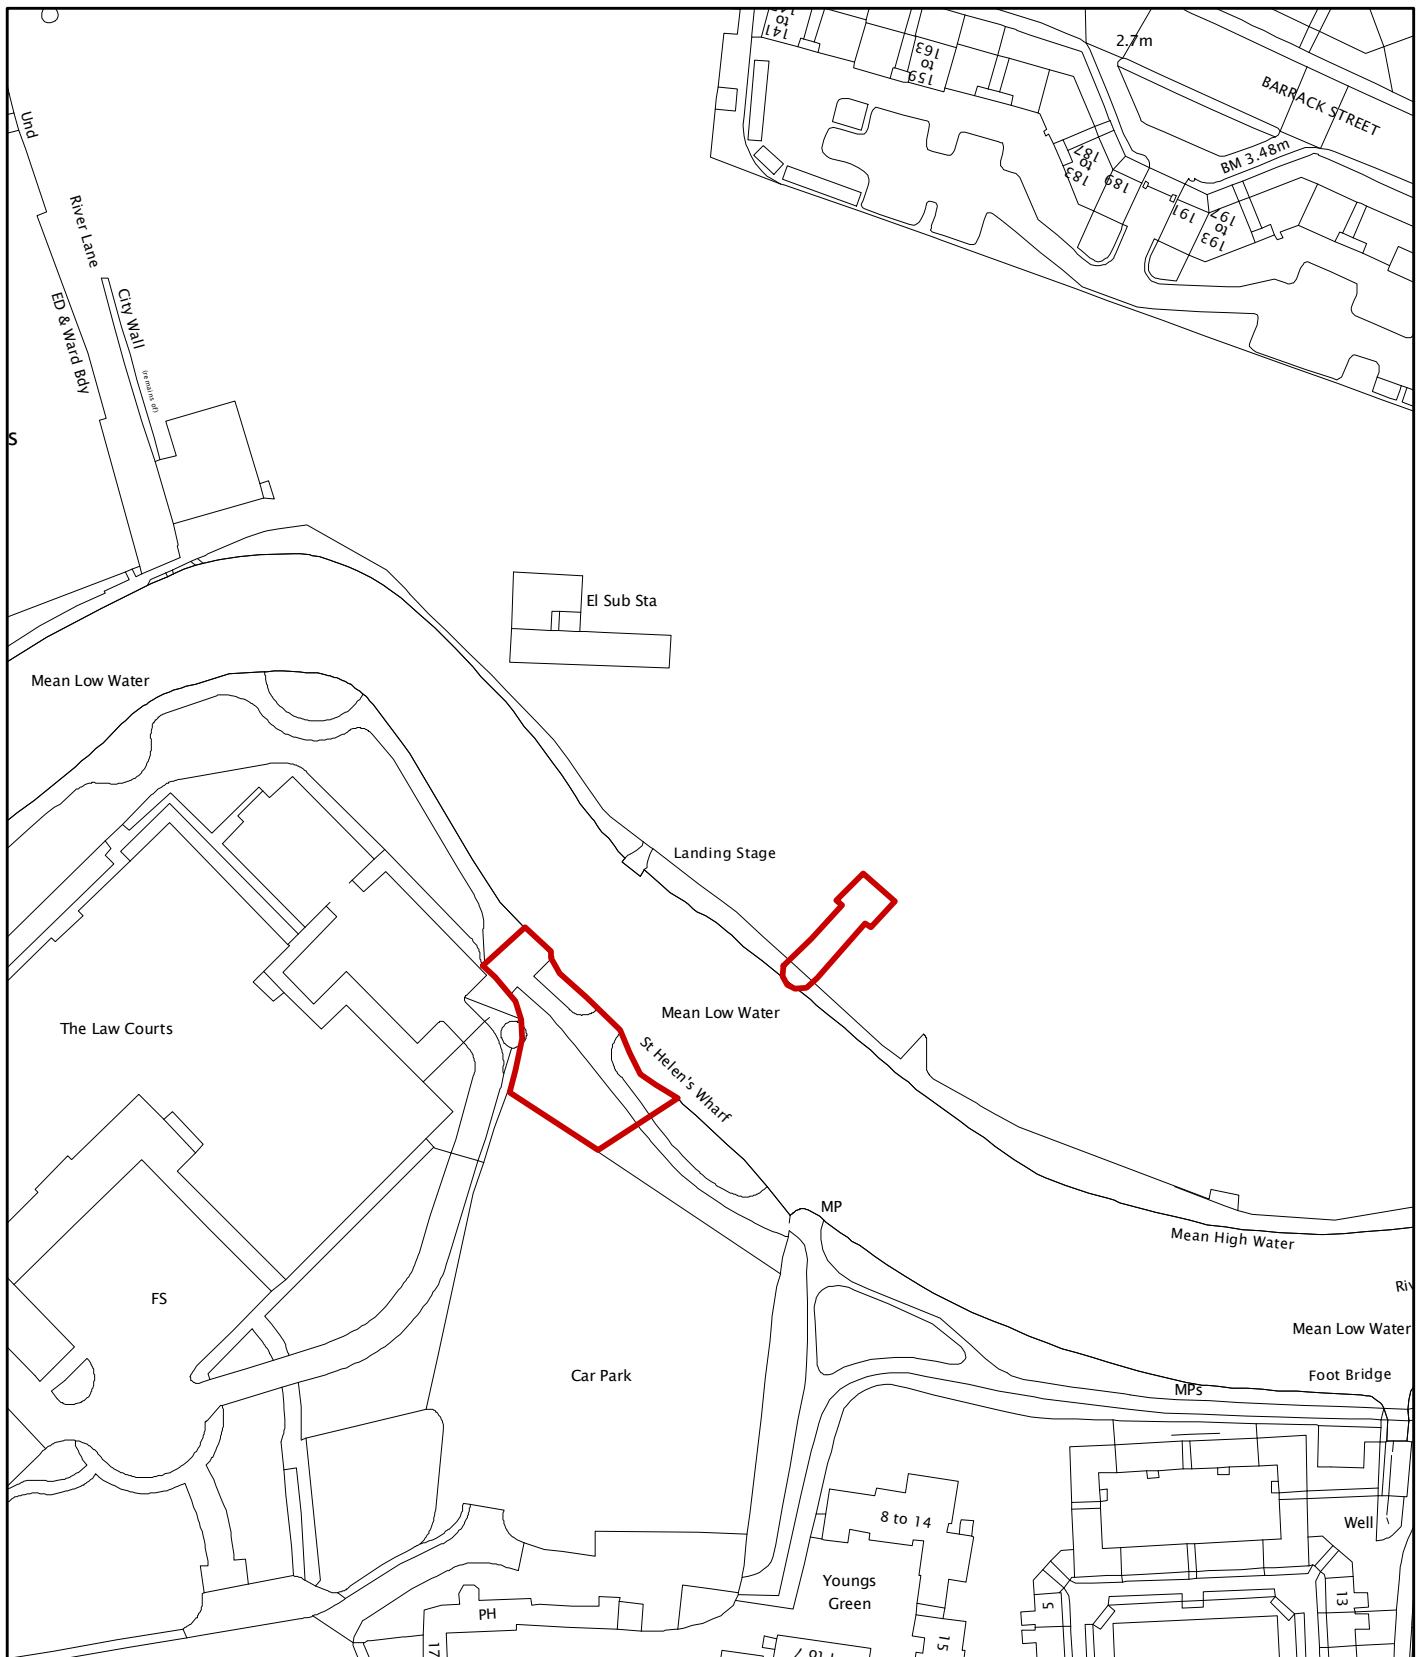 141
to
163
to
159
2.7m
BARRACK STREET
BM 3.48m
187
to
183
189
191
197
to
193
Und
River Lane
City Wall
(remains of)
ED & Ward Bdy
S
El Sub Sta
Mean Low Water
Landing Stage
Mean Low Water
The Law Courts
St Helen's Wharf
MP
Mean High Water
FS
Mean Low Water
Car Park
Foot Bridge
MPs
8 to 14
Well
Youngs
Green
5
13
PH
17
15